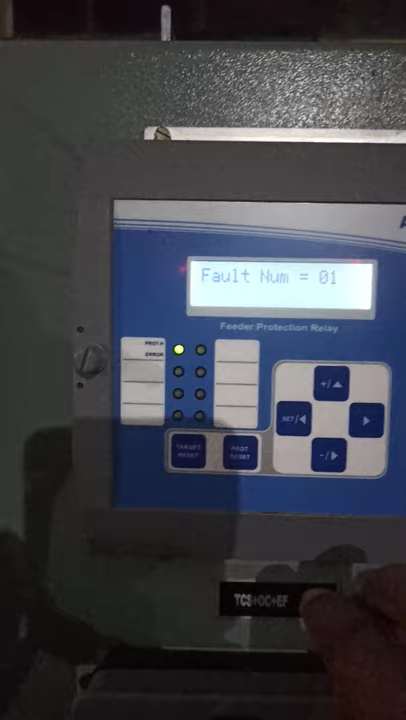 Fault Num = 01
Feeder Protection Relay
PROT.H
ERROR
+/▲
SET/◀
▶
-/▶
TARGET RESET
PROT RESET
TCS+OC+EF